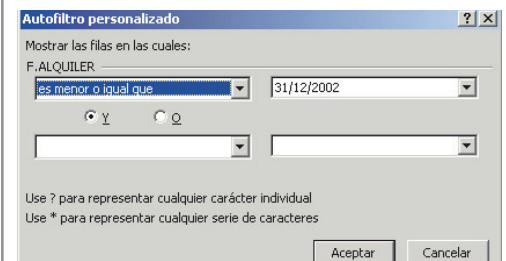 Autofiltro personalizado
Mostrar las filas en las cuales:
F.ALQUILER
es menor o igual que 31/12/2002
Y O
Use ? para representar cualquier carácter individual
Use * para representar cualquier serie de caracteres
Aceptar Cancelar